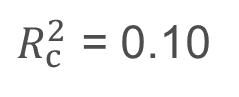 R²c = 0.10